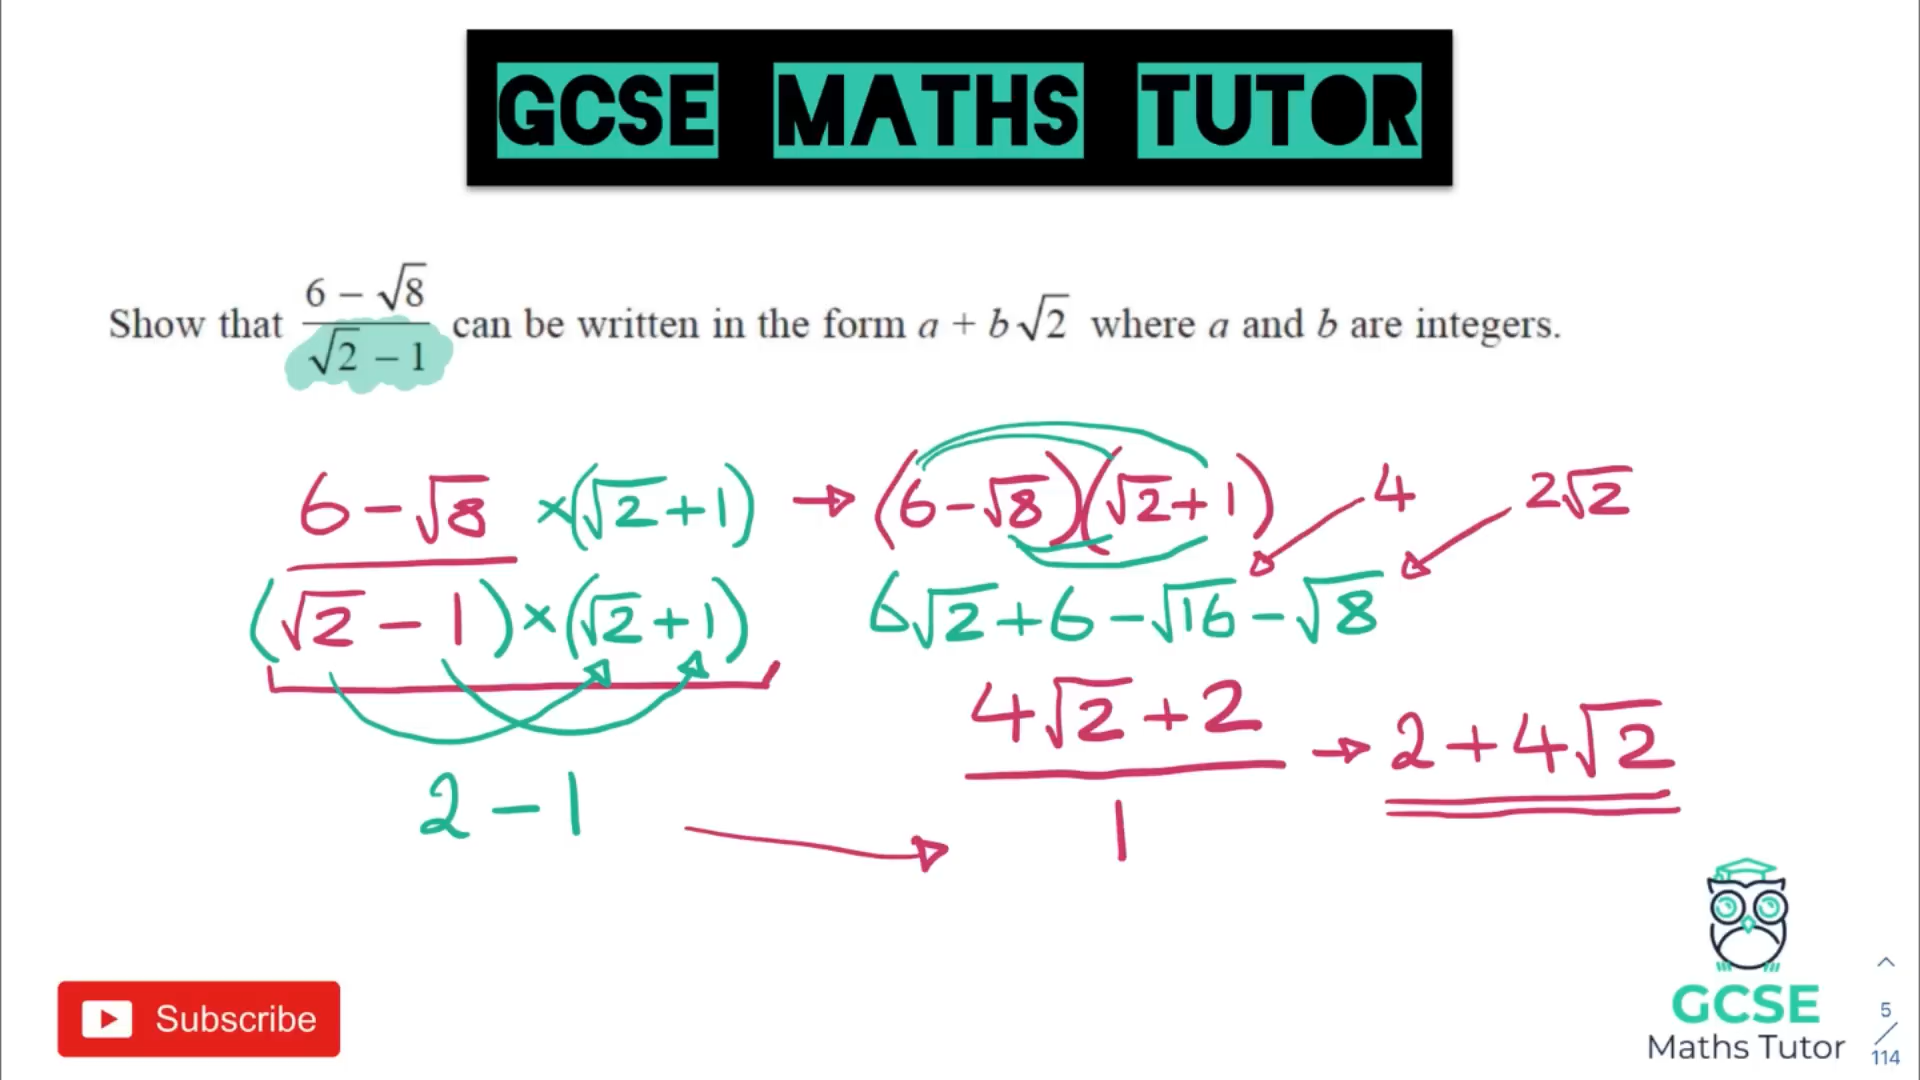 GCSE MATHS TUTOR
Show that (6 − √8)/(√2 − 1) can be written in the form a + b√2 where a and b are integers.
6 − √8 ×(√2 + 1) → (6 − √8)(√2 + 1) 4 2√2
(√2 − 1) × (√2 + 1) 6√2 + 6 − √16 − √8
4√2 + 2 → 2 + 4√2
2 − 1 → 1
Subscribe
GCSE
Maths Tutor
5/114